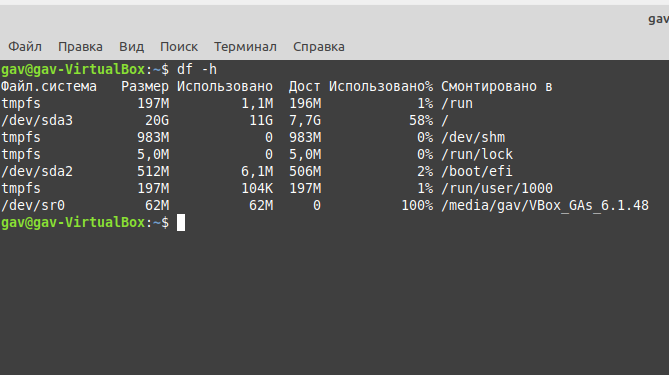 gav
Файл Правка Вид Поиск Терминал Справка
gav@gav-VirtualBox:~$ df -h
Файл.система Размер Использовано Дост Использовано% Смонтировано в
tmpfs 197M 1,1M 196M 1% /run
/dev/sda3 20G 11G 7,7G 58% /
tmpfs 983M 0 983M 0% /dev/shm
tmpfs 5,0M 0 5,0M 0% /run/lock
/dev/sda2 512M 6,1M 506M 2% /boot/efi
tmpfs 197M 104K 197M 1% /run/user/1000
/dev/sr0 62M 62M 0 100% /media/gav/VBox_GAs_6.1.48
gav@gav-VirtualBox:~$